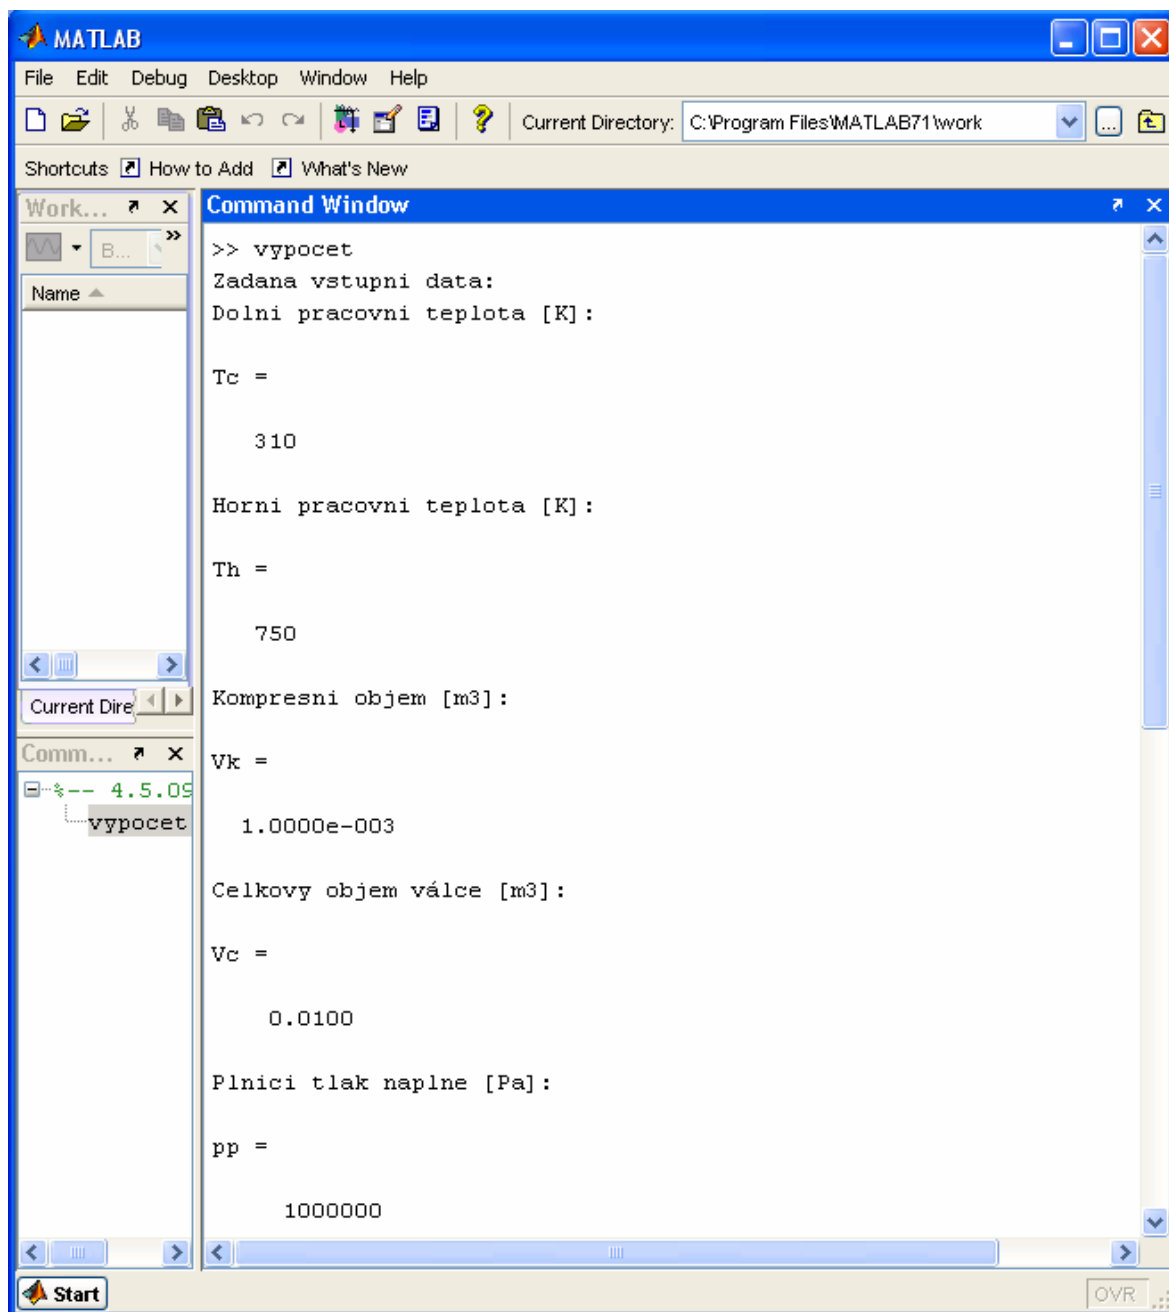 MATLAB
File Edit Debug Desktop Window Help
Current Directory: C:\Program Files\MATLAB71\work
Shortcuts How to Add What's New
Work...
B...
Name
Current Dire
Comm...
%-- 4.5.09
vypocet
Command Window
>> vypocet
Zadana vstupni data:
Dolni pracovni teplota [K]:
Tc =
310
Horni pracovni teplota [K]:
Th =
750
Kompresni objem [m3]:
Vk =
1.0000e-003
Celkovy objem válce [m3]:
Vc =
0.0100
Plnici tlak naplne [Pa]:
pp =
1000000
Start
OVR